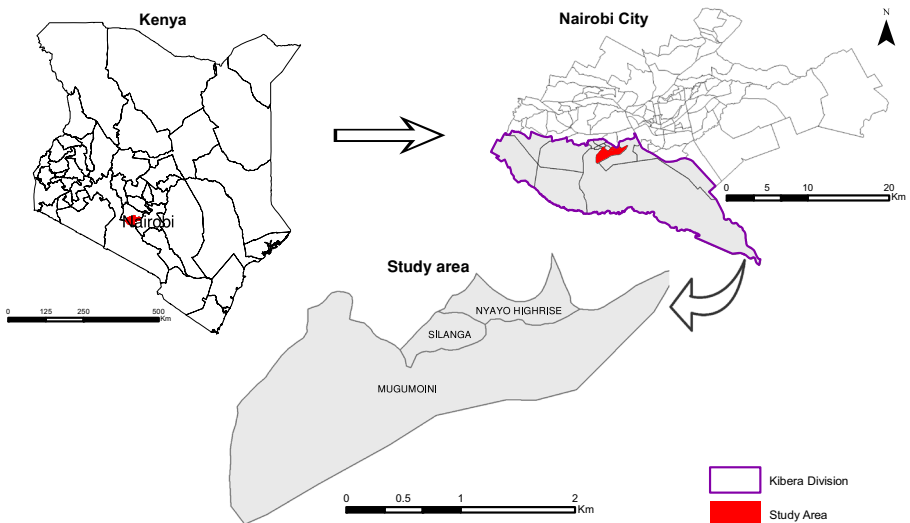 Kenya
Nairobi City
N
Nairobi
0 5 10 20
Km
Study area
0 125 250 500
Km
NYAYO HIGHRISE
SILANGA
MUGUMOINI
0 0.5 1 2
Km
Kibera Division
Study Area